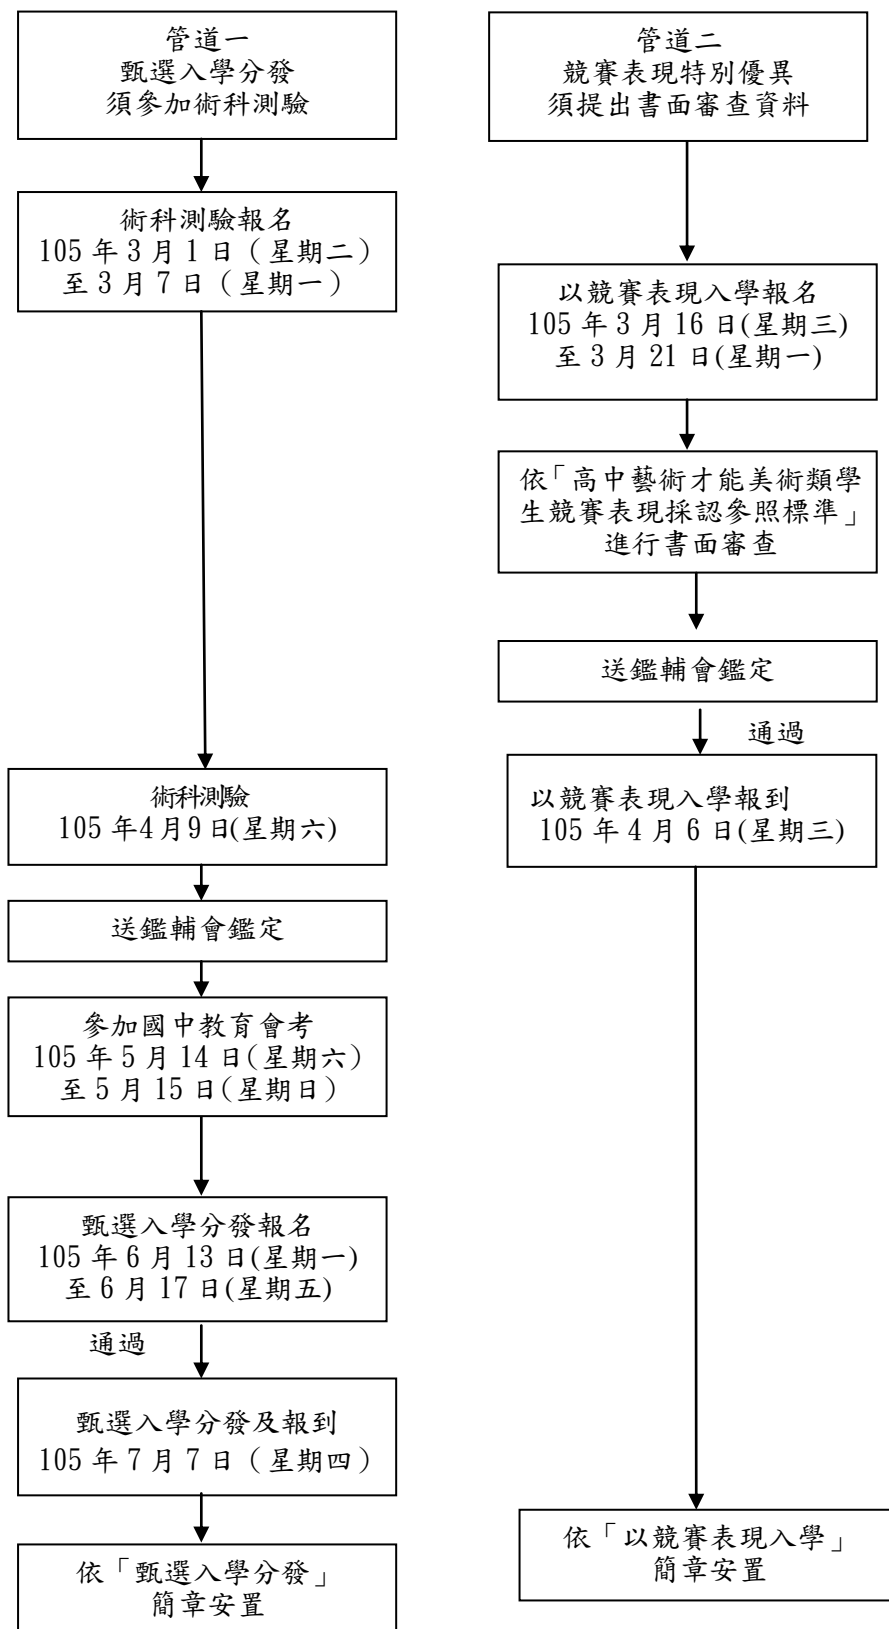 管道一
甄選入學分發
須參加術科測驗
術科測驗報名
105 年 3 月 1 日（星期二）
至 3 月 7 日（星期一）
術科測驗
105 年4月9日(星期六)
送鑑輔會鑑定
參加國中教育會考
105 年 5 月 14 日(星期六)
至 5 月 15 日(星期日）
甄選入學分發報名
105 年 6 月 13 日(星期一)
至 6 月 17 日(星期五)
通過
甄選入學分發及報到
105 年 7 月 7 日（星期四）
依「甄選入學分發」
簡章安置
管道二
競賽表現特別優異
須提出書面審查資料
以競賽表現入學報名
105 年 3 月 16 日(星期三)
至 3 月 21 日(星期一)
依「高中藝術才能美術類學
生競賽表現採認參照標準」
進行書面審查
送鑑輔會鑑定
通過
以競賽表現入學報到
105 年 4 月 6 日(星期三)
依「以競賽表現入學」
簡章安置